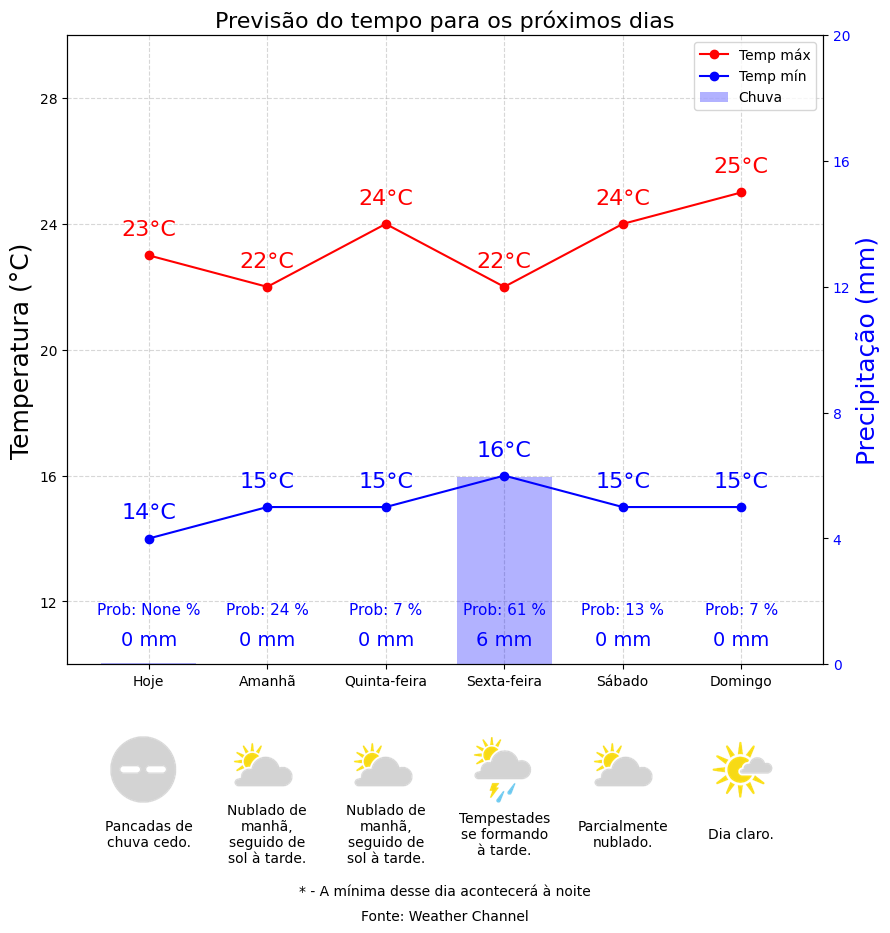 Previsão do tempo para os próximos dias
Temp máx
Temp mín
Chuva
Temperatura (°C)
Precipitação (mm)
28
24
20
16
12
20
16
12
8
4
0
23°C
22°C
24°C
22°C
24°C
25°C
14°C
15°C
15°C
16°C
15°C
15°C
Prob: None %
Prob: 24 %
Prob: 7 %
Prob: 61 %
Prob: 13 %
Prob: 7 %
0 mm
0 mm
0 mm
6 mm
0 mm
0 mm
Hoje
Amanhã
Quinta-feira
Sexta-feira
Sábado
Domingo
Pancadas de
chuva cedo.
Nublado de
manhã,
seguido de
sol à tarde.
Nublado de
manhã,
seguido de
sol à tarde.
Tempestades
se formando
à tarde.
Parcialmente
nublado.
Dia claro.
* - A mínima desse dia acontecerá à noite
Fonte: Weather Channel